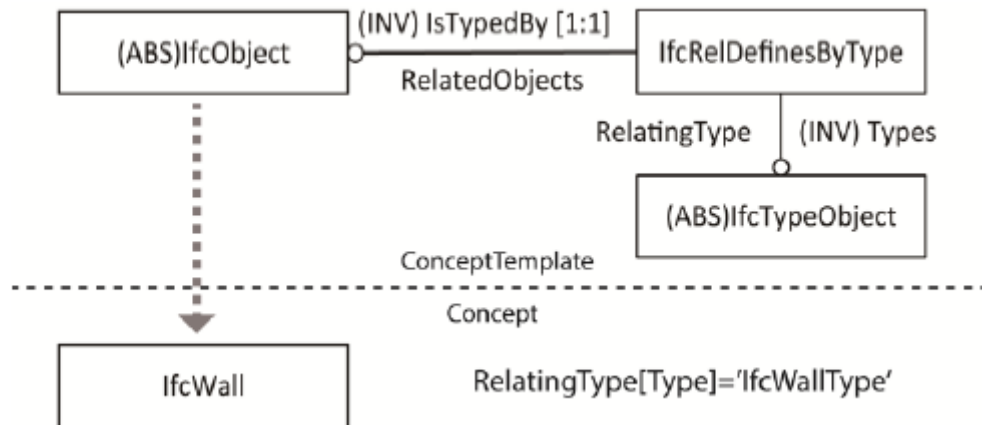 (INV) IsTypedBy [1:1]
(ABS)IfcObject
IfcRelDefinesByType
RelatedObjects
RelatingType
(INV) Types
(ABS)IfcTypeObject
ConceptTemplate
Concept
IfcWall
RelatingType[Type]='IfcWallType'